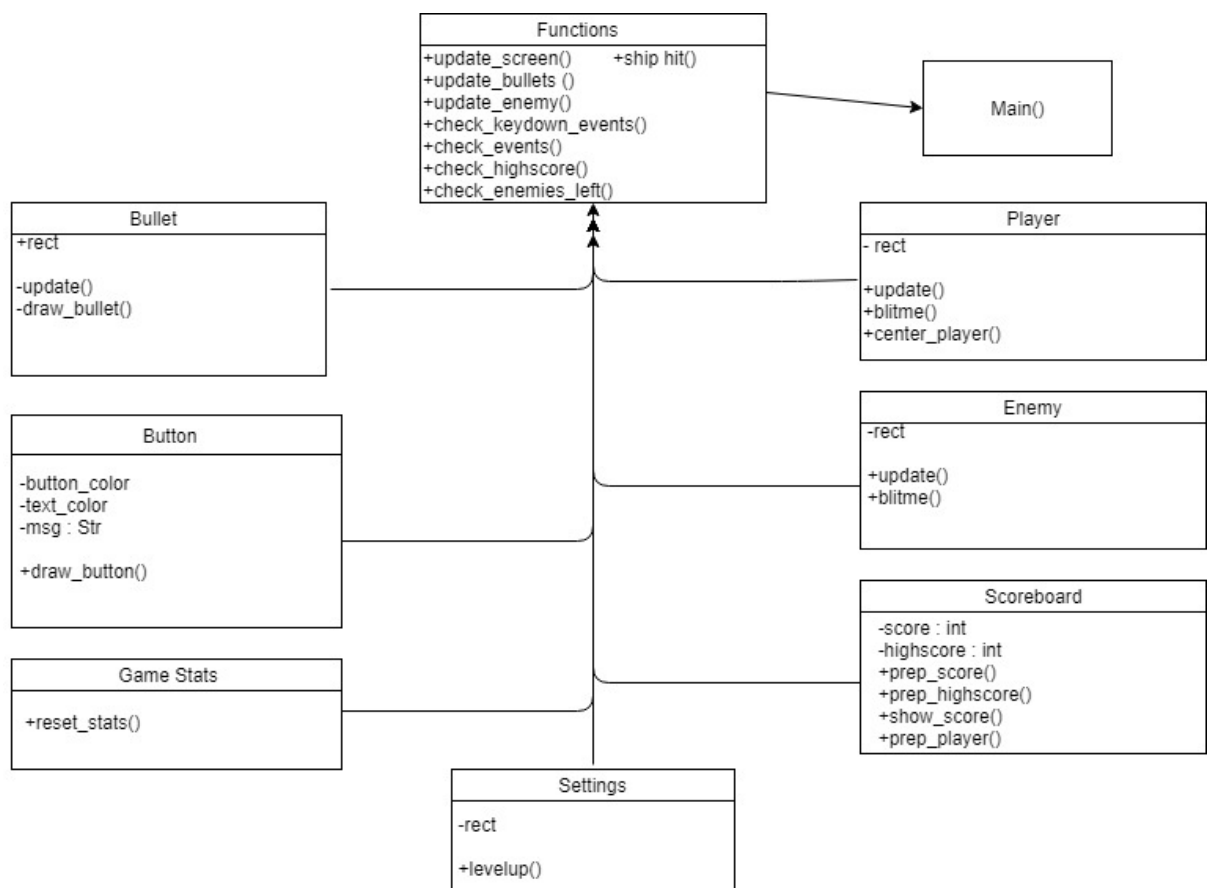 Functions
+update_screen() +ship hit()
+update_bullets ()
+update_enemy()
+check_keydown_events()
+check_events()
+check_highscore()
+check_enemies_left()
Main()
Bullet
+rect
-update()
-draw_bullet()
Player
- rect
+update()
+blitme()
+center_player()
Button
-button_color
-text_color
-msg : Str
+draw_button()
Enemy
-rect
+update()
+blitme()
Game Stats
+reset_stats()
Scoreboard
-score : int
-highscore : int
+prep_score()
+prep_highscore()
+show_score()
+prep_player()
Settings
-rect
+levelup()